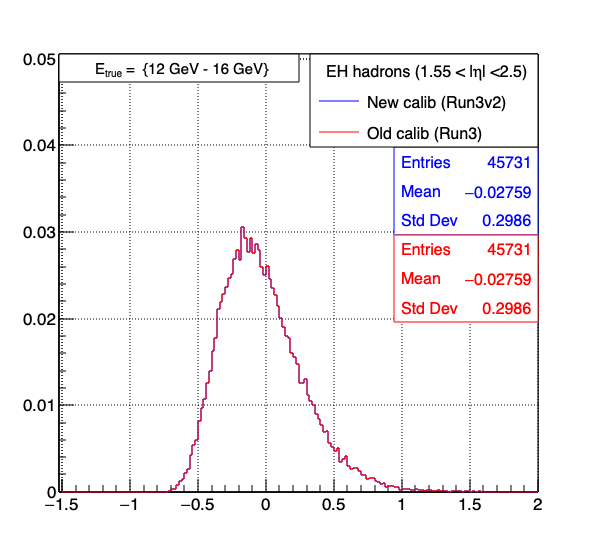 0.05
E_true = {12 GeV - 16 GeV}
EH hadrons (1.55 < |η| <2.5)
New calib (Run3v2)
Old calib (Run3)
0.04
Entries 45731
Mean −0.02759
Std Dev 0.2986
0.03
Entries 45731
Mean −0.02759
Std Dev 0.2986
0.02
0.01
0
−1.5 −1 −0.5 0 0.5 1 1.5 2